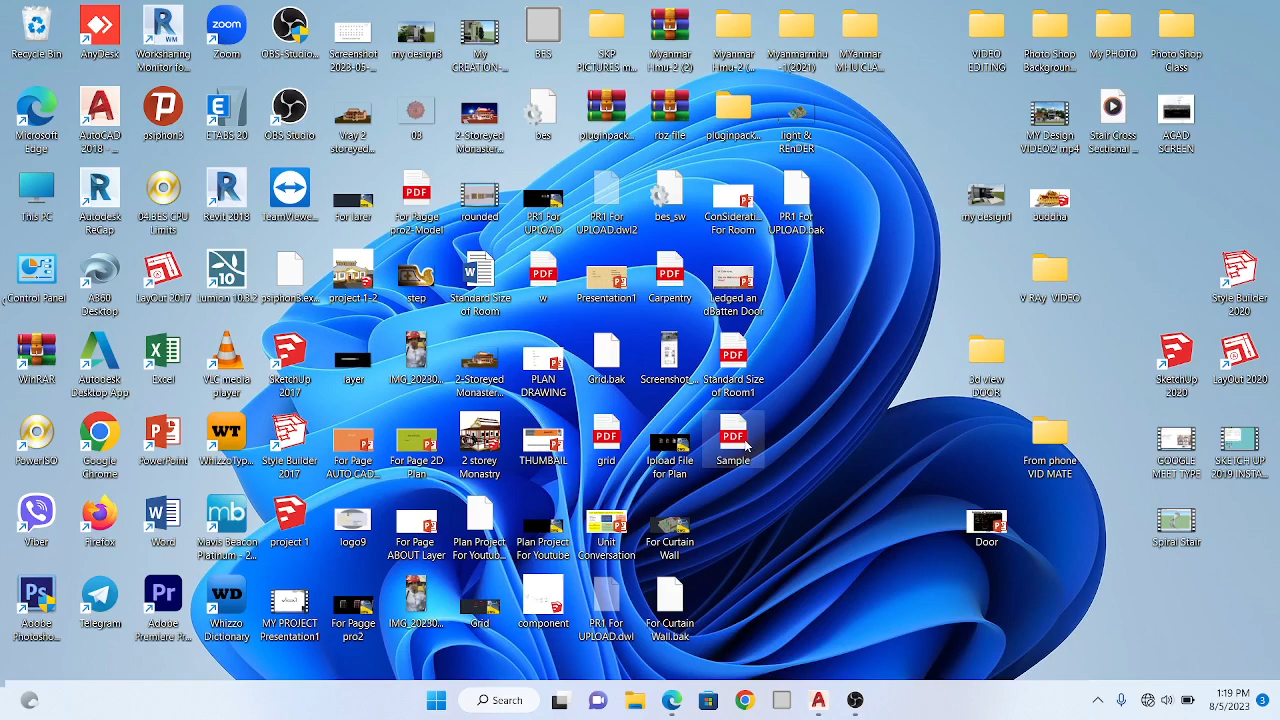 Recycle Bin
AnyDesk
Worksharing
Monitor fo...
Zoom
OBS-Studio...
Screenshot
2023-05-...
my design3
My
CREATION-...
BES
SKP
PICTURES m...
Myanmar
Hmu-2 (2)
Myanmar
Hmu-2 (...
Myanmarmhu
-1(2021)
MYanmar
MHU CLA...
VIDEO
EDITING
Photo Shop
Backgroun...
My PHOTO
Photo Shop
Class
Microsoft
Edge
AutoCAD
2018 - ...
psiphon3
ETABS 20
OBS Studio
vray 2
storeyed...
03
2-Storeyed
Monaster...
bes
pluginpack...
rbz file
pluginpack...
light &
REnDER
MY Design
VIDEO 2 mp4
Stair Cross
Sectional ...
ACAD
SCREEN
This PC
Autodesk
Recap
04.BES CPU
Limits
Revit 2018
TeamViewe...
For larer
For Pagge
pro2-Model
rounded
PR1 For
UPLOAD
PR1 For
UPLOAD.dwl2
bes_sw
ConSiderati...
For Room
PR1 For
UPLOAD.bak
my design1
buddha
Control Panel
A360
Desktop
LayOut 2017
Lumion 10.3.2
psiphon3.ex...
project 1-2
step
Standard Size
of Room
w
Presentation1
Carpentry
Ledged an
dBatten Door
V RAy VIDEO
Style Builder
2020
WinRAR
Autodesk
Desktop App
Excel
VLC media
player
SketchUp
2017
layer
IMG_20230...
2-Storeyed
Monaster...
PLAN
DRAWING
Grid.bak
Screenshot_...
Standard Size
of Room1
3d view
DOOR
SketchUp
2020
LayOut 2020
PowerISO
Google
Chrome
PowerPoint
WhizzoTyp...
Style Builder
2017
For Page
AUTO CAD...
For Page 2D
Plan
2 storey
Monastry
THUMBAIL
grid
lpload File
for Plan
Sample
From phone
VID MATE
GOUGLE
MEET TYPE
SKETCH UP
2019 INSTA...
Viber
Firefox
Word
Mavis Beacon
Platinum - 2...
project 1
logo9
For Page
ABOUT Layer
Plan Project
For Youtub...
Plan Project
For Youtube
Unit
Conversation
For Curtain
Wall
Door
Spiral Stair
Adobe
Photosho...
Telegram
Adobe
Premiere Pr...
Whizzo
Dictionary
MY PROJECT
Presentation1
For Pagge
pro2
IMG_20230...
Grid
component
PR1 For
UPLOAD.dwl
For Curtain
Wall.bak
Search
1:19 PM
8/5/2023
3